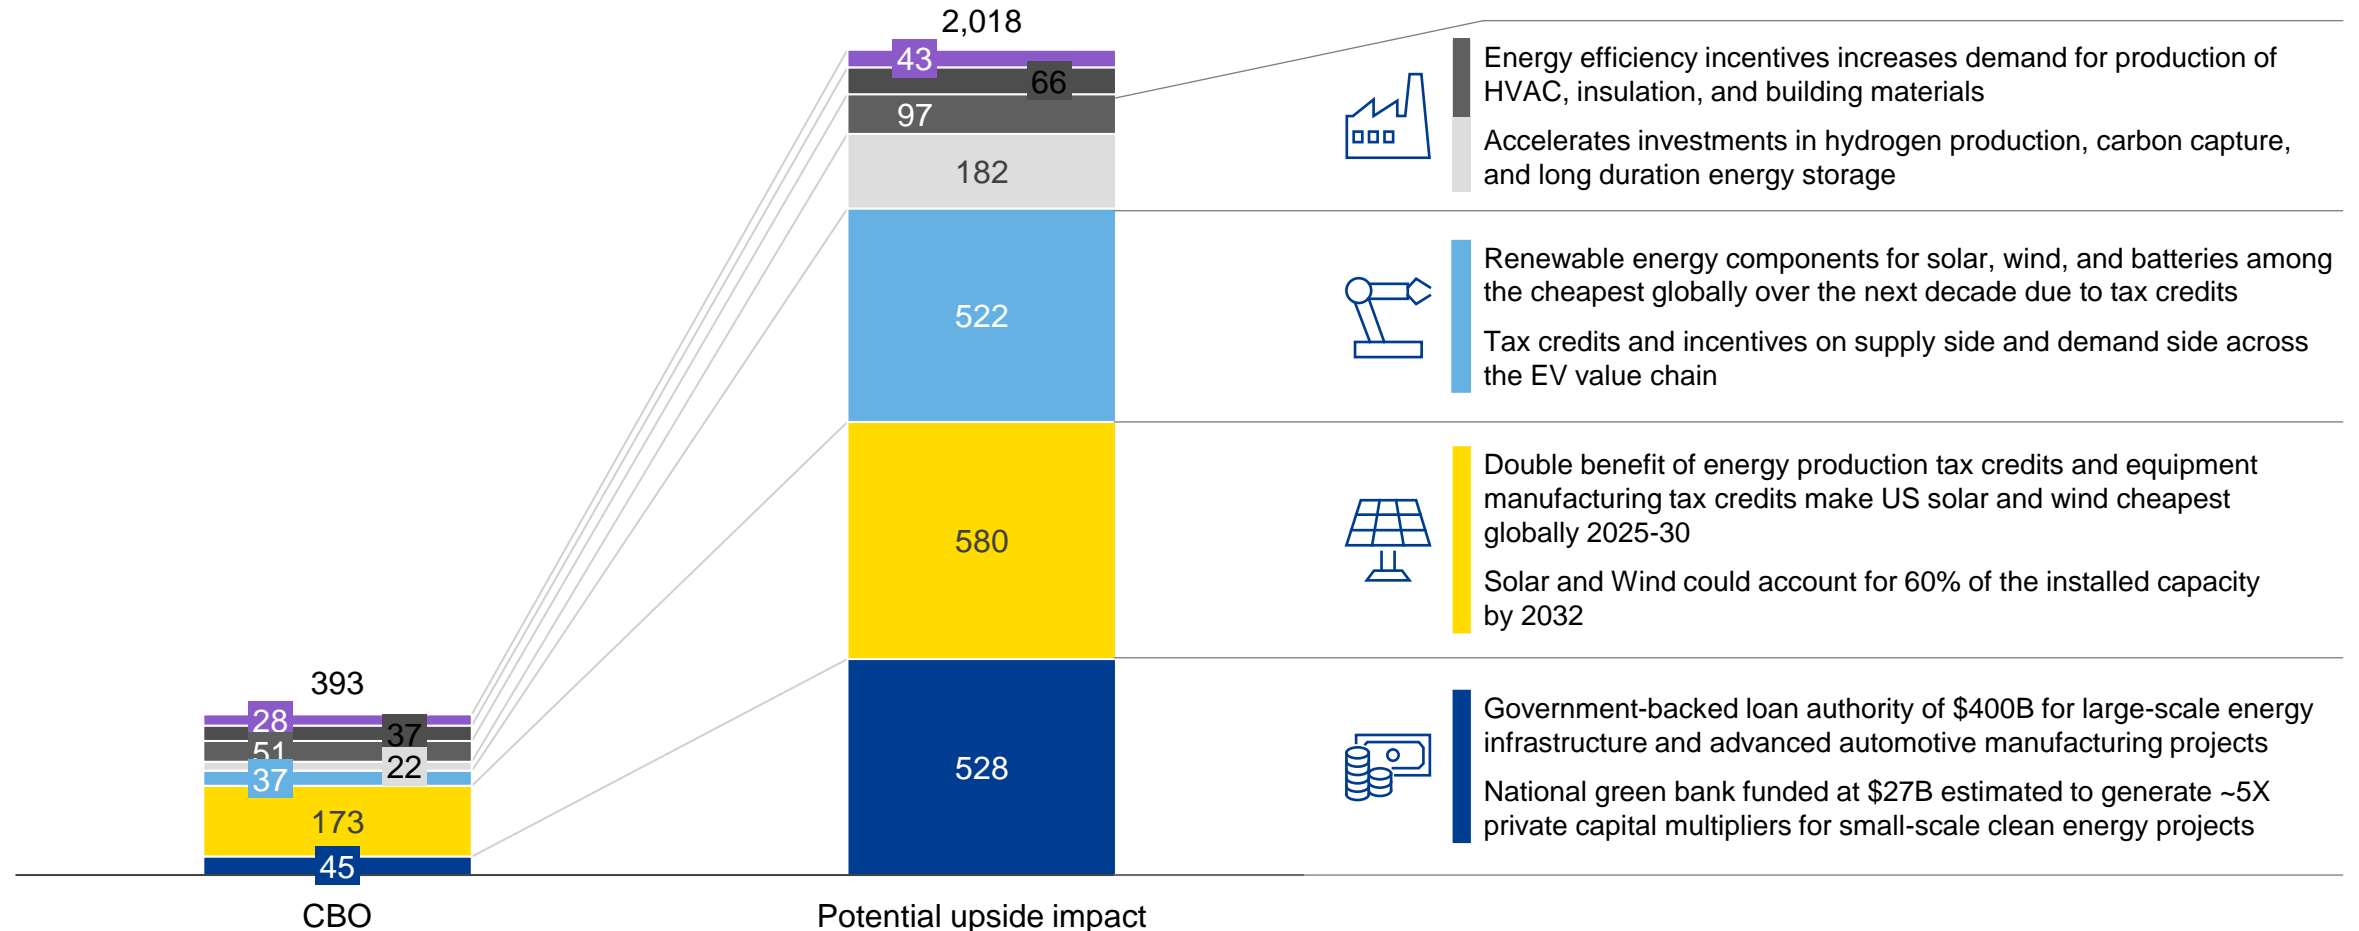 2,018
43
66
97
182
522
580
528
393
28
37
51
22
37
173
45
CBO
Potential upside impact
Energy efficiency incentives increases demand for production of
HVAC, insulation, and building materials
Accelerates investments in hydrogen production, carbon capture,
and long duration energy storage
Renewable energy components for solar, wind, and batteries among
the cheapest globally over the next decade due to tax credits
Tax credits and incentives on supply side and demand side across
the EV value chain
Double benefit of energy production tax credits and equipment
manufacturing tax credits make US solar and wind cheapest
globally 2025-30
Solar and Wind could account for 60% of the installed capacity
by 2032
Government-backed loan authority of $400B for large-scale energy
infrastructure and advanced automotive manufacturing projects
National green bank funded at $27B estimated to generate ~5X
private capital multipliers for small-scale clean energy projects